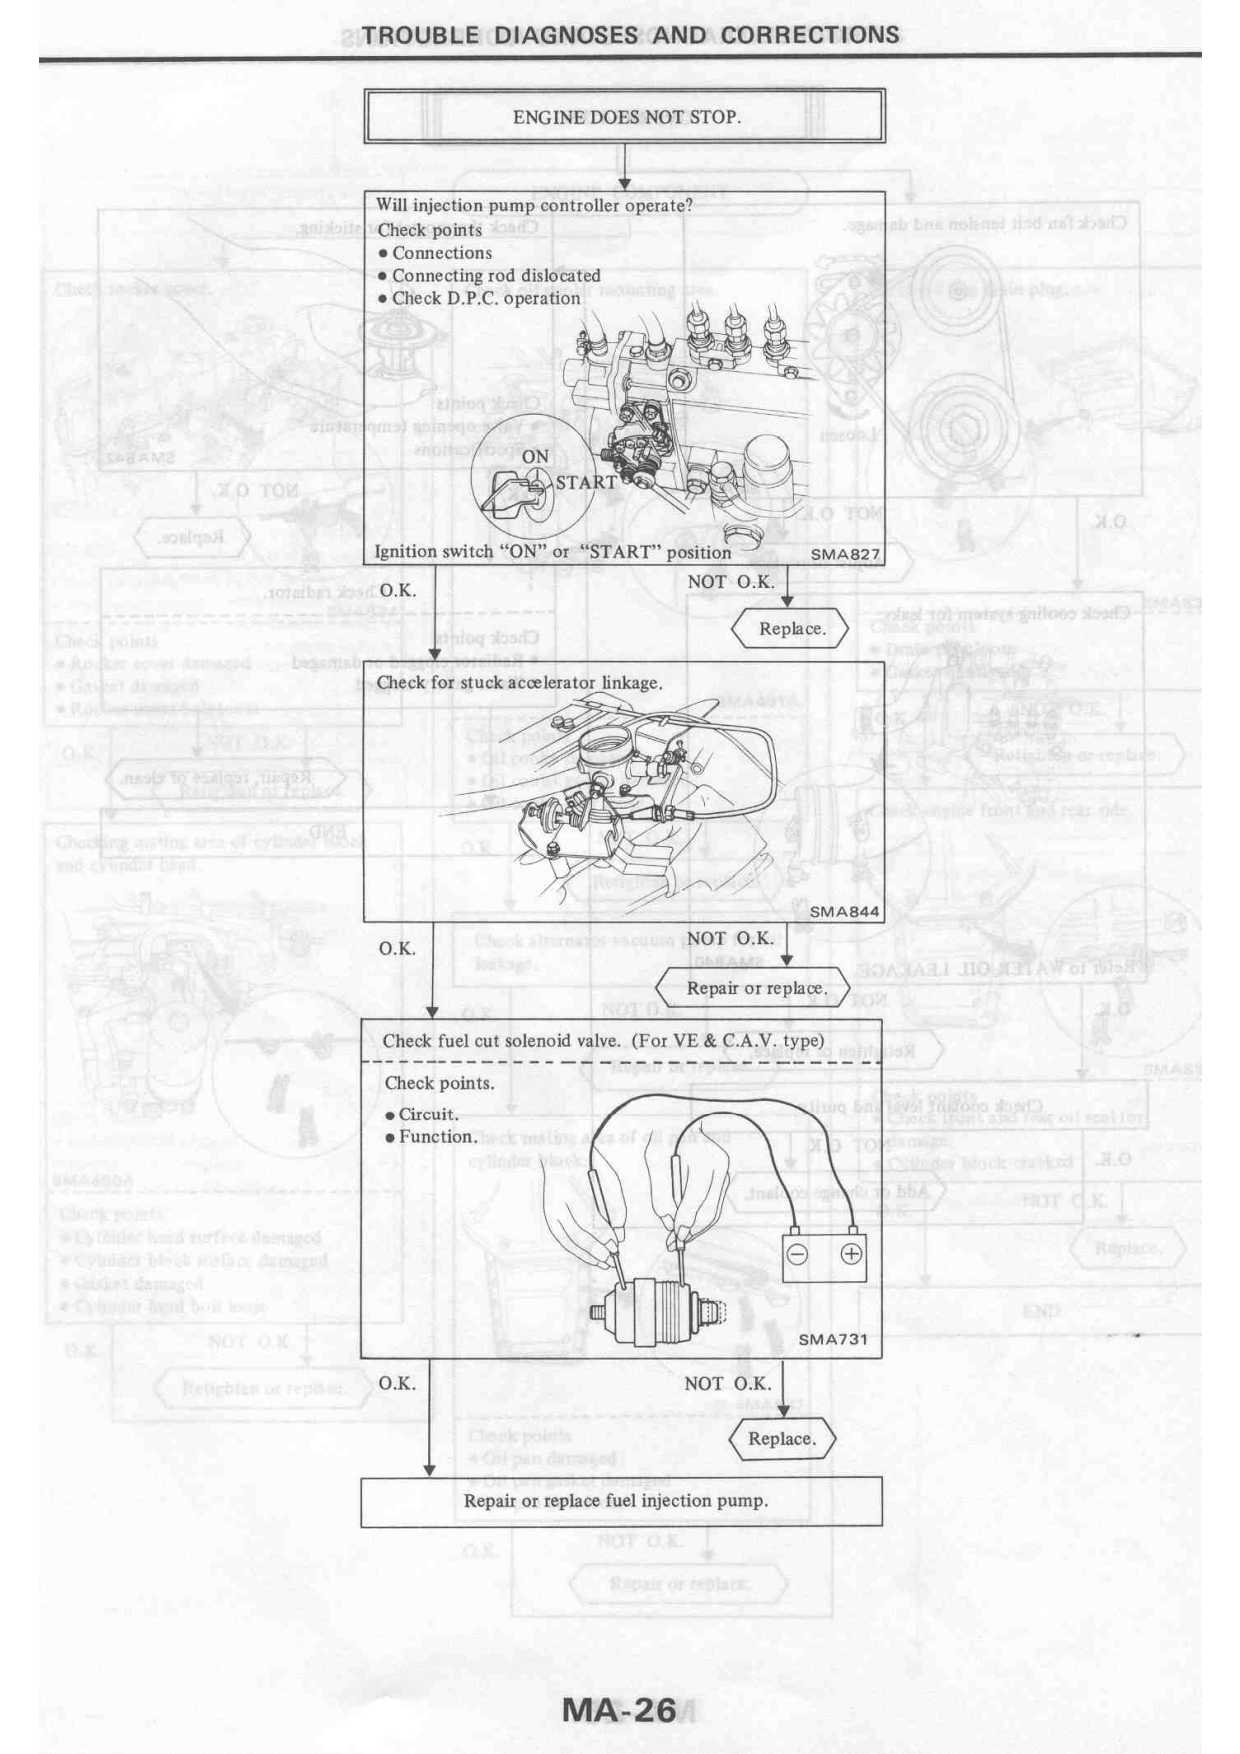 TROUBLE DIAGNOSES AND CORRECTIONS
ENGINE DOES NOT STOP.
Will injection pump controller operate?
Check points
• Connections
• Connecting rod dislocated
• Check D.P.C. operation
ON
START
Ignition switch “ON” or “START” position
SMA827
O.K.
NOT O.K.
Replace.
Check for stuck accelerator linkage.
SMA844
O.K.
NOT O.K.
Repair or replace.
Check fuel cut solenoid valve. (For VE & C.A.V. type)
Check points.
• Circuit.
• Function.
− +
SMA731
O.K.
NOT O.K.
Replace.
Repair or replace fuel injection pump.
MA-26